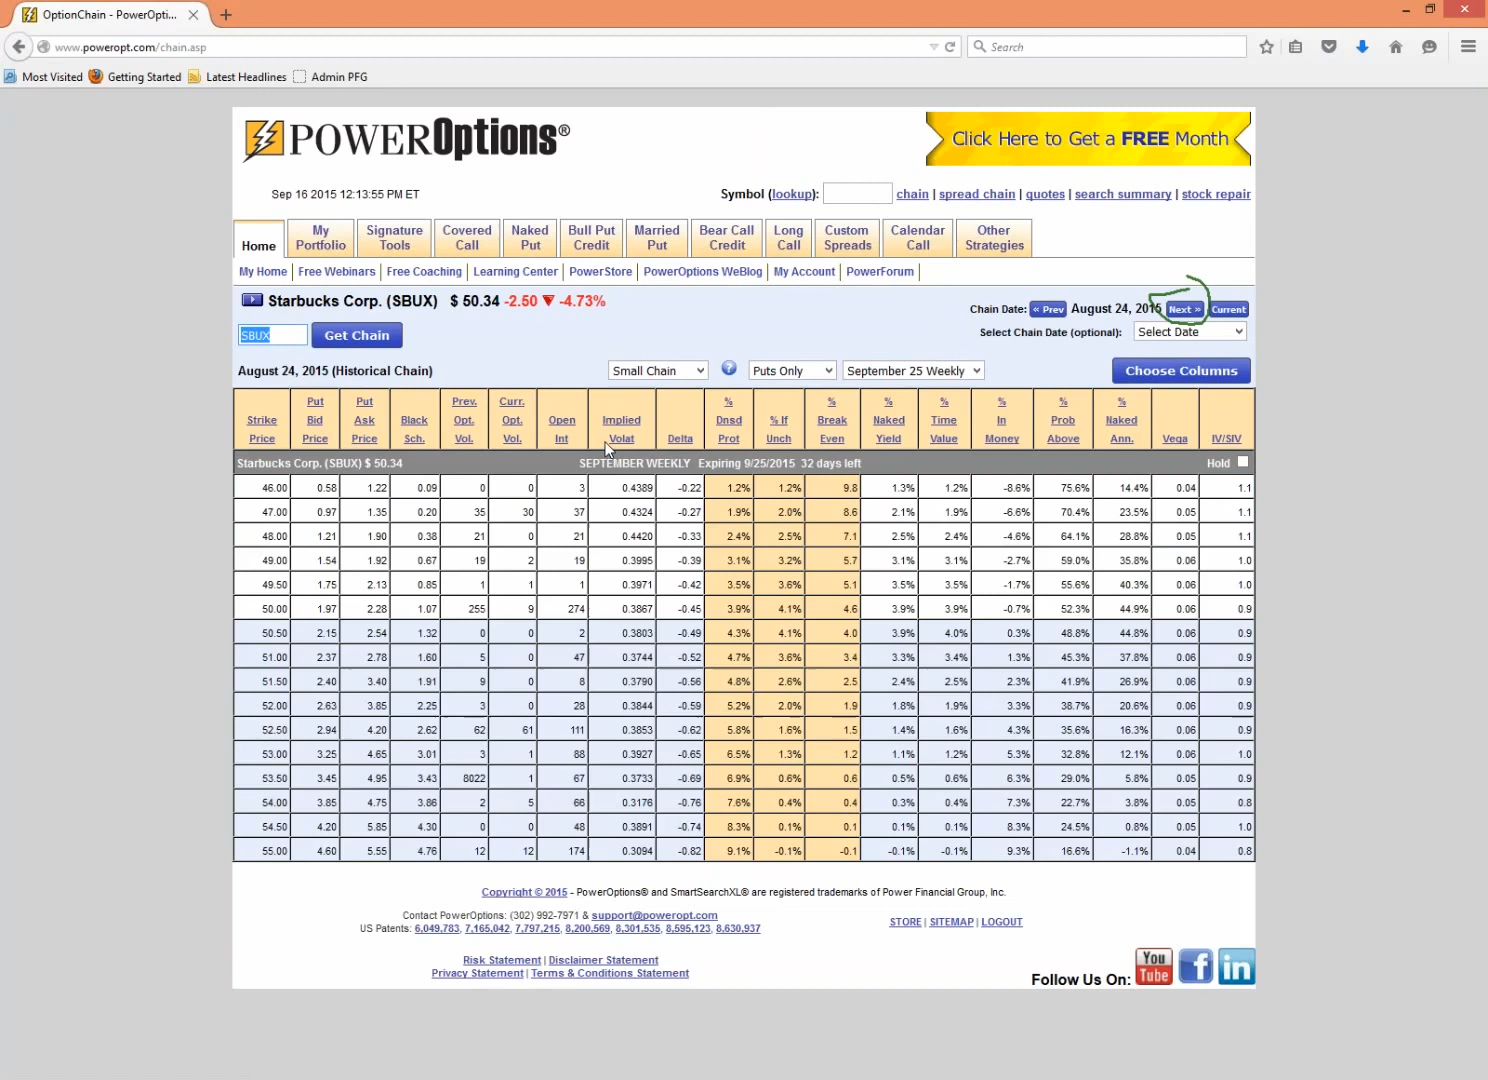 OptionChain - PowerOpti...
www.poweropt.com/chain.asp
Search
Most Visited Getting Started Latest Headlines Admin PFG
POWEROptions®
Click Here to Get a FREE Month
Sep 16 2015 12:13:55 PM ET
Symbol (lookup): chain | spread chain | quotes | search summary | stock repair
Home My Portfolio Signature Tools Covered Call Naked Put Bull Put Credit Married Put Bear Call Credit Long Call Custom Spreads Calendar Call Other Strategies
My Home | Free Webinars | Free Coaching | Learning Center | PowerStore | PowerOptions WeBlog | My Account | PowerForum |
Starbucks Corp. (SBUX) $ 50.34 -2.50 -4.73%
Chain Date: « Prev August 24, 2015 Next » Current
SBUX Get Chain
Select Chain Date (optional): Select Date
August 24, 2015 (Historical Chain) Small Chain ? Puts Only September 25 Weekly Choose Columns
Strike Price Put Bid Price Put Ask Price Black Sch. Prev. Opt. Vol. Curr. Opt. Vol. Open Int Implied Volat Delta % Dnsd Prot % If Unch % Break Even % Naked Yield % Time Value % In Money % Prob Above % Naked Ann. Vega IV/SIV
Starbucks Corp. (SBUX) $ 50.34 SEPTEMBER WEEKLY Expiring 9/25/2015 32 days left Hold
46.00 0.58 1.22 0.09 0 0 3 0.4389 -0.22 1.2% 1.2% 9.8 1.3% 1.2% -8.6% 75.6% 14.4% 0.04 1.1
47.00 0.97 1.35 0.20 35 30 37 0.4324 -0.27 1.9% 2.0% 8.6 2.1% 1.9% -6.6% 70.4% 23.5% 0.05 1.1
48.00 1.21 1.90 0.38 21 0 21 0.4420 -0.33 2.4% 2.5% 7.1 2.5% 2.4% -4.6% 64.1% 28.8% 0.05 1.1
49.00 1.54 1.92 0.67 19 2 19 0.3995 -0.39 3.1% 3.2% 5.7 3.1% 3.1% -2.7% 59.0% 35.8% 0.06 1.0
49.50 1.75 2.13 0.85 1 1 1 0.3971 -0.42 3.5% 3.6% 5.1 3.5% 3.5% -1.7% 55.6% 40.3% 0.06 1.0
50.00 1.97 2.28 1.07 255 9 274 0.3867 -0.45 3.9% 4.1% 4.6 3.9% 3.9% -0.7% 52.3% 44.9% 0.06 0.9
50.50 2.15 2.54 1.32 0 0 2 0.3803 -0.49 4.3% 4.1% 4.0 3.9% 4.0% 0.3% 48.8% 44.8% 0.06 0.9
51.00 2.37 2.78 1.60 5 0 47 0.3744 -0.52 4.7% 3.6% 3.4 3.3% 3.4% 1.3% 45.3% 37.8% 0.06 0.9
51.50 2.40 3.40 1.91 9 0 8 0.3790 -0.56 4.8% 2.6% 2.5 2.4% 2.5% 2.3% 41.9% 26.9% 0.06 0.9
52.00 2.63 3.85 2.25 3 0 28 0.3844 -0.59 5.2% 2.0% 1.9 1.8% 1.9% 3.3% 38.7% 20.6% 0.06 0.9
52.50 2.94 4.20 2.62 62 61 111 0.3853 -0.62 5.8% 1.6% 1.5 1.4% 1.6% 4.3% 35.6% 16.3% 0.06 0.9
53.00 3.25 4.65 3.01 3 1 88 0.3927 -0.65 6.5% 1.3% 1.2 1.1% 1.2% 5.3% 32.8% 12.1% 0.06 1.0
53.50 3.45 4.95 3.43 8022 1 67 0.3733 -0.69 6.9% 0.6% 0.6 0.5% 0.6% 6.3% 29.0% 5.8% 0.05 0.9
54.00 3.85 4.75 3.86 2 5 66 0.3176 -0.76 7.6% 0.4% 0.4 0.3% 0.4% 7.3% 22.7% 3.8% 0.05 0.8
54.50 4.20 5.85 4.30 0 0 48 0.3891 -0.74 8.3% 0.1% 0.1 0.1% 0.1% 8.3% 24.5% 0.8% 0.05 1.0
55.00 4.60 5.55 4.76 12 12 174 0.3094 -0.82 9.1% -0.1% -0.1 -0.1% -0.1% 9.3% 16.6% -1.1% 0.04 0.8
Copyright © 2015 - PowerOptions® and SmartSearchXL® are registered trademarks of Power Financial Group, Inc.
Contact PowerOptions: (302) 992-7971 & support@poweropt.com
US Patents: 6,049,783, 7,165,042, 7,797,215, 8,200,569, 8,301,535, 8,595,123, 8,630,937
STORE | SITEMAP | LOGOUT
Risk Statement | Disclaimer Statement
Privacy Statement | Terms & Conditions Statement
Follow Us On: You Tube f in